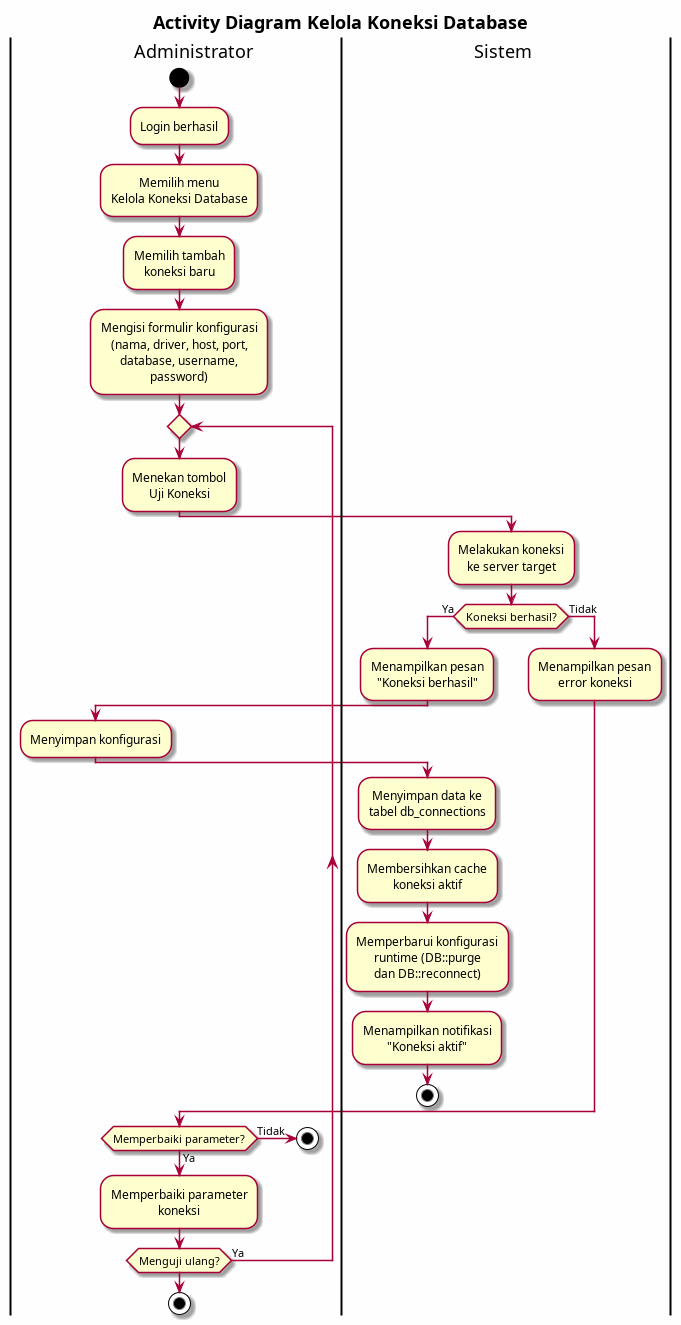 Activity Diagram Kelola Koneksi Database
Administrator
Sistem
Login berhasil
Memilih menu
Kelola Koneksi Database
Memilih tambah
koneksi baru
Mengisi formulir konfigurasi
(nama, driver, host, port,
database, username,
password)
Menekan tombol
Uji Koneksi
Melakukan koneksi
ke server target
Ya
Koneksi berhasil?
Tidak
Menampilkan pesan
"Koneksi berhasil"
Menampilkan pesan
error koneksi
Menyimpan konfigurasi
Menyimpan data ke
tabel db_connections
Membersihkan cache
koneksi aktif
Memperbarui konfigurasi
runtime (DB::purge
dan DB::reconnect)
Menampilkan notifikasi
"Koneksi aktif"
Memperbaiki parameter?
Tidak
Ya
Memperbaiki parameter
koneksi
Menguji ulang?
Ya